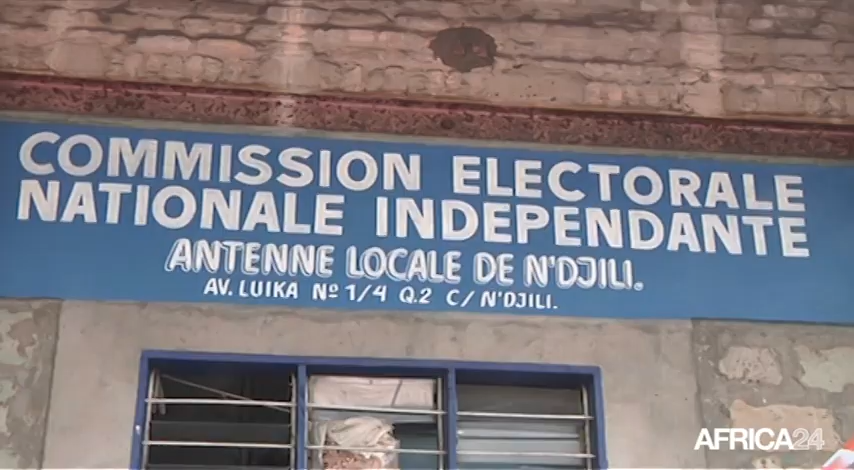 COMMISSION ELECTORALE
NATIONALE INDEPENDANTE
ANTENNE LOCALE DE N'DJILI.
AV. LUIKA Nº 1/4 Q.2 C/ N'DJILI.
AFRICA24